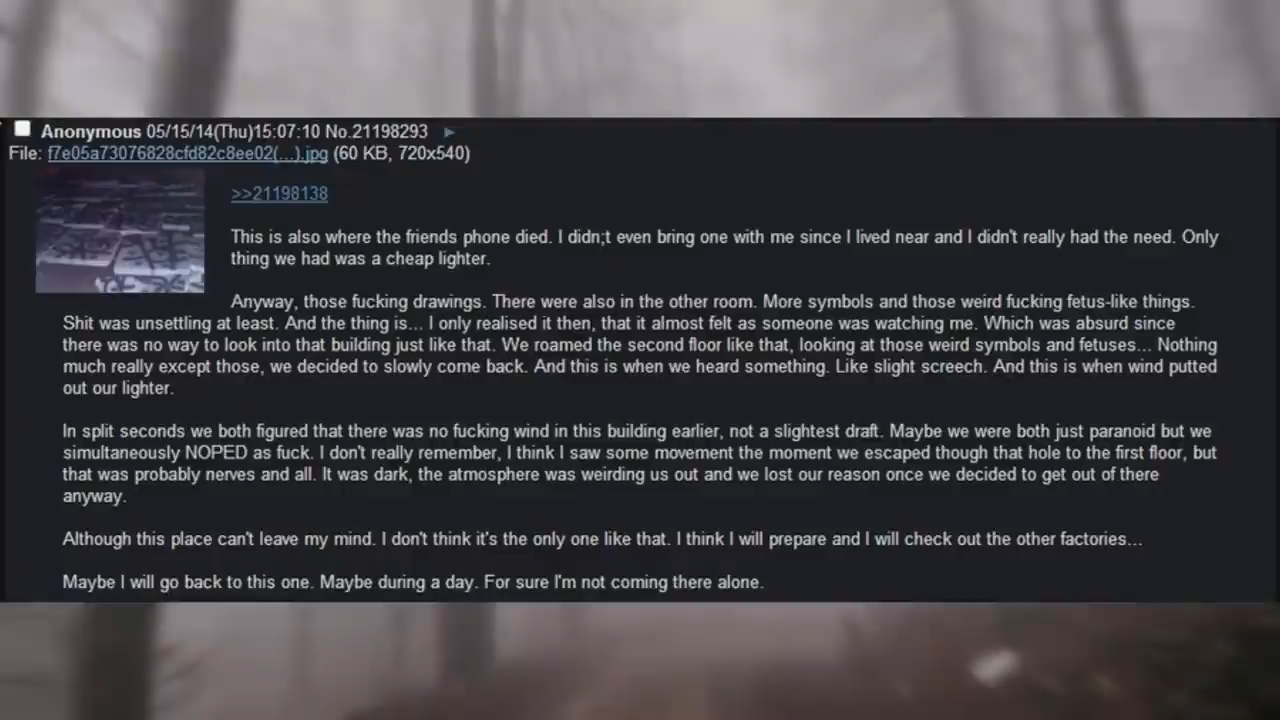 Anonymous 05/15/14(Thu)15:07:10 No.21198293 ▶
File: f7e05a73076828cfd82c8ee02(...).jpg (60 KB, 720x540)
>>21198138
This is also where the friends phone died. I didn;t even bring one with me since I lived near and I didn't really had the need. Only
thing we had was a cheap lighter.
Anyway, those fucking drawings. There were also in the other room. More symbols and those weird fucking fetus-like things.
Shit was unsettling at least. And the thing is... I only realised it then, that it almost felt as someone was watching me. Which was absurd since
there was no way to look into that building just like that. We roamed the second floor like that, looking at those weird symbols and fetuses... Nothing
much really except those, we decided to slowly come back. And this is when we heard something. Like slight screech. And this is when wind putted
out our lighter.
In split seconds we both figured that there was no fucking wind in this building earlier, not a slightest draft. Maybe we were both just paranoid but we
simultaneously NOPED as fuck. I don't really remember, I think I saw some movement the moment we escaped though that hole to the first floor, but
that was probably nerves and all. It was dark, the atmosphere was weirding us out and we lost our reason once we decided to get out of there
anyway.
Although this place can't leave my mind. I don't think it's the only one like that. I think I will prepare and I will check out the other factories...
Maybe I will go back to this one. Maybe during a day. For sure I'm not coming there alone.